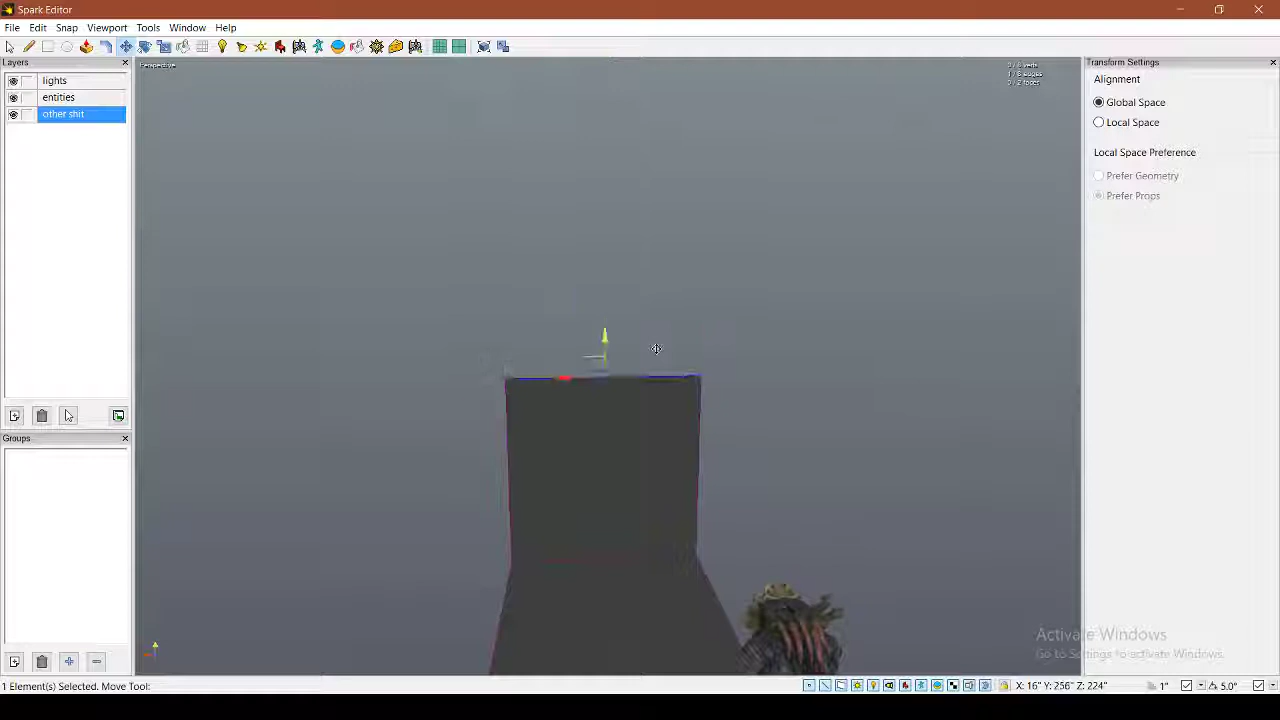 Spark Editor
File Edit Snap Viewport Tools Window Help
Layers
lights
entities
other shit
Groups
Perspective
Transform Settings
Alignment
Global Space
Local Space
Local Space Preference
Prefer Geometry
Prefer Props
Activate Windows
Go to Settings to activate Windows.
1 Element(s) Selected. Move Tool:
X: 16" Y: 256" Z: 224"
1"
5.0°